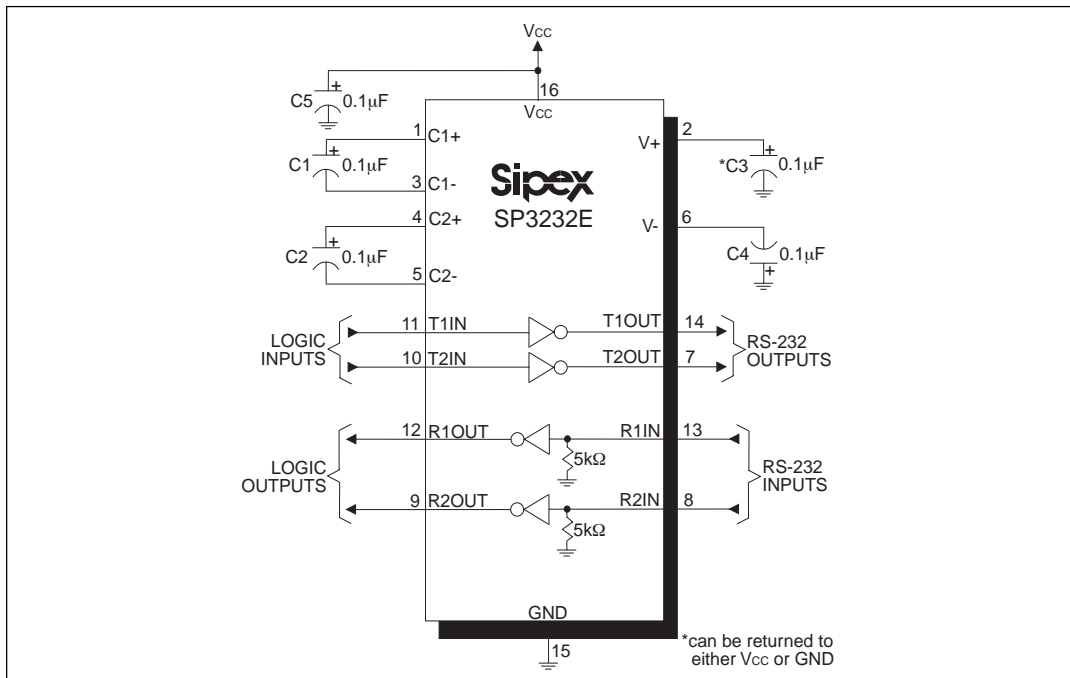 VCC
C5 + 0.1µF
16
VCC
1 C1+
C1 + 0.1µF
3 C1-
4 C2+
C2 + 0.1µF
5 C2-
Sipex
SP3232E
V+ 2
*C3 + 0.1µF
V- 6
C4 0.1µF
+
LOGIC
INPUTS
11 T1IN
T1OUT 14
10 T2IN
T2OUT 7
RS-232
OUTPUTS
LOGIC
OUTPUTS
12 R1OUT
R1IN 13
5kΩ
9 R2OUT
R2IN 8
5kΩ
RS-232
INPUTS
GND
15
*can be returned to
either VCC or GND